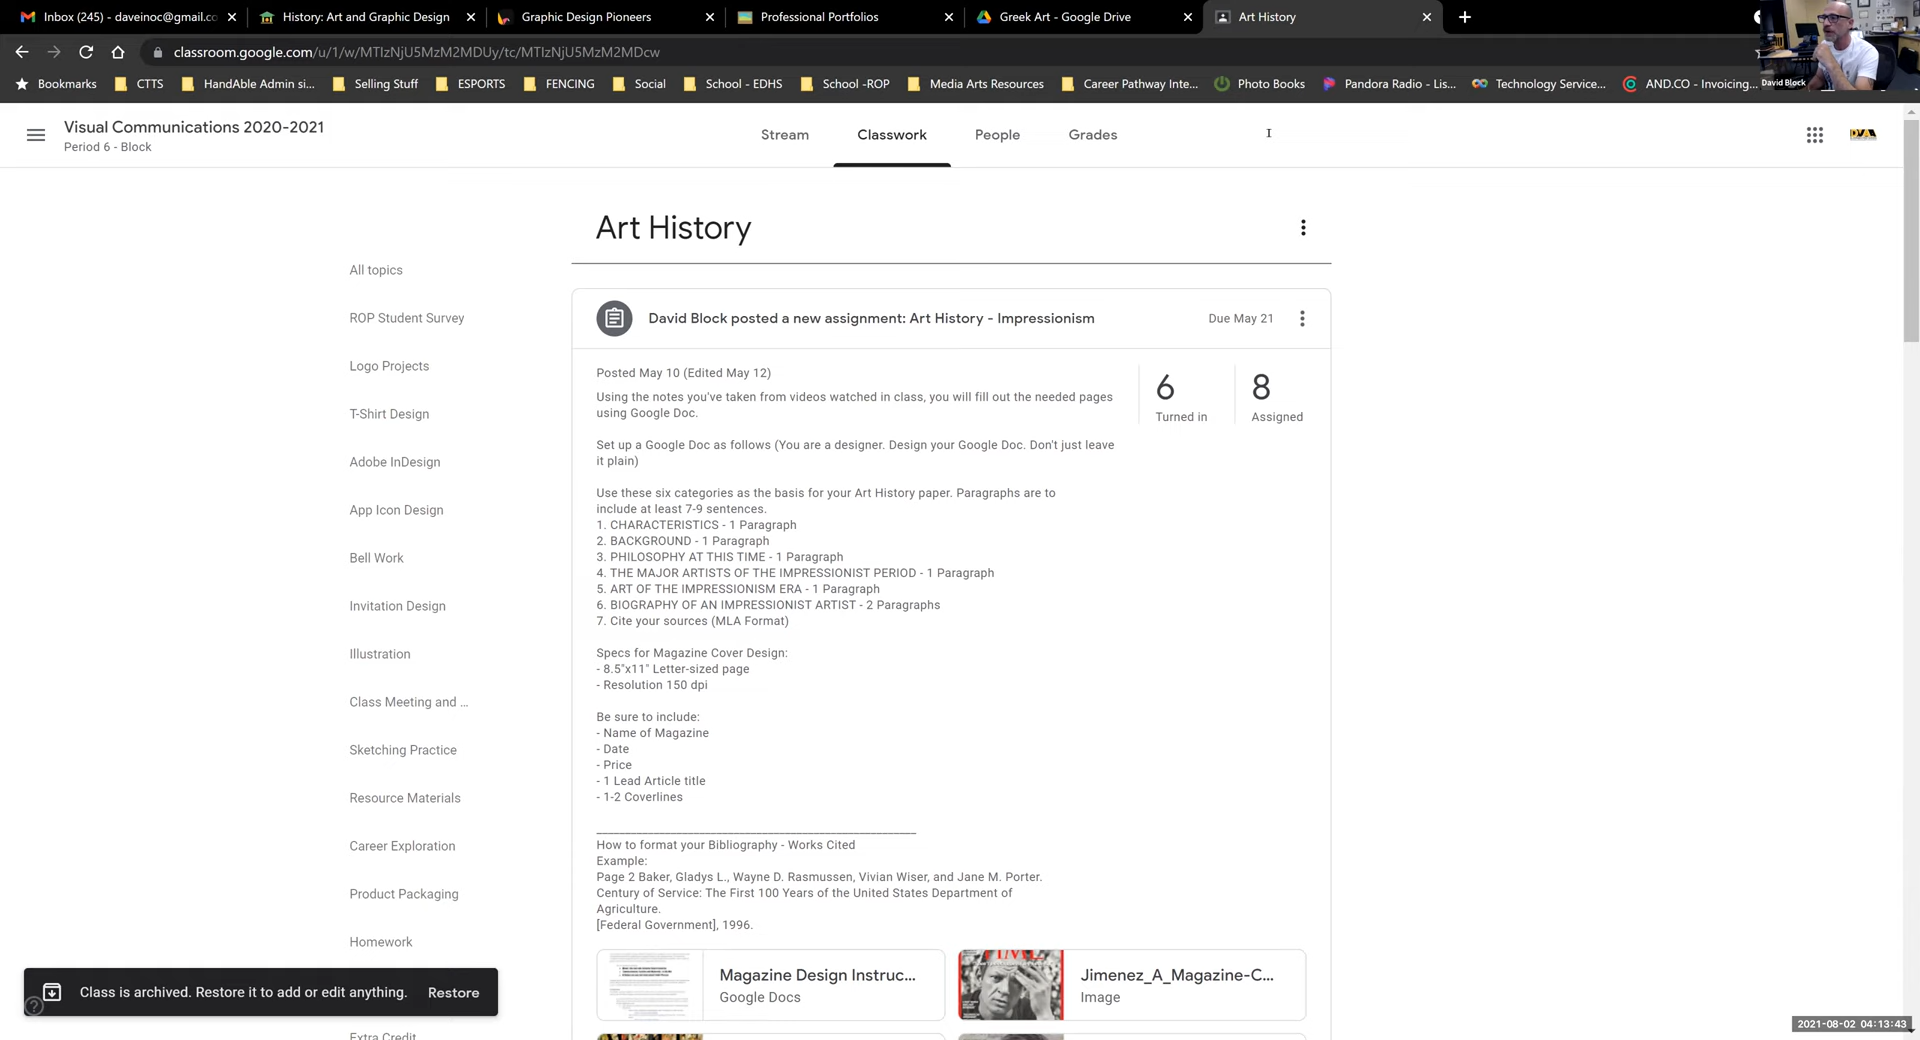 Inbox (245) - daveinoc@gmail.co
History: Art and Graphic Design
Graphic Design Pioneers
Professional Portfolios
Greek Art - Google Drive
Art History
classroom.google.com/u/1/w/MTIzNjU5MzM2MDUy/tc/MTIzNjU5MzM2MDcw
Bookmarks
CTTS
HandAble Admin si...
Selling Stuff
ESPORTS
FENCING
Social
School - EDHS
School -ROP
Media Arts Resources
Career Pathway Inte...
Photo Books
Pandora Radio - Lis...
Technology Service...
AND.CO - Invoicing...
David Block
Visual Communications 2020-2021
Period 6 - Block
Stream
Classwork
People
Grades
Art History
All topics
ROP Student Survey
Logo Projects
T-Shirt Design
Adobe InDesign
App Icon Design
Bell Work
Invitation Design
Illustration
Class Meeting and ...
Sketching Practice
Resource Materials
Career Exploration
Product Packaging
Homework
Extra Credit
David Block posted a new assignment: Art History - Impressionism
Due May 21
Posted May 10 (Edited May 12)
6
Turned in
8
Assigned
Using the notes you've taken from videos watched in class, you will fill out the needed pages
using Google Doc.
Set up a Google Doc as follows (You are a designer. Design your Google Doc. Don't just leave
it plain)
Use these six categories as the basis for your Art History paper. Paragraphs are to
include at least 7-9 sentences.
1. CHARACTERISTICS - 1 Paragraph
2. BACKGROUND - 1 Paragraph
3. PHILOSOPHY AT THIS TIME - 1 Paragraph
4. THE MAJOR ARTISTS OF THE IMPRESSIONIST PERIOD - 1 Paragraph
5. ART OF THE IMPRESSIONISM ERA - 1 Paragraph
6. BIOGRAPHY OF AN IMPRESSIONIST ARTIST - 2 Paragraphs
7. Cite your sources (MLA Format)
Specs for Magazine Cover Design:
- 8.5"x11" Letter-sized page
- Resolution 150 dpi
Be sure to include:
- Name of Magazine
- Date
- Price
- 1 Lead Article title
- 1-2 Coverlines
How to format your Bibliography - Works Cited
Example:
Page 2 Baker, Gladys L., Wayne D. Rasmussen, Vivian Wiser, and Jane M. Porter.
Century of Service: The First 100 Years of the United States Department of
Agriculture.
[Federal Government], 1996.
Magazine Design Instruc...
Google Docs
TIME
Jimenez_A_Magazine-C...
Image
Class is archived. Restore it to add or edit anything.
Restore
2021-08-02 04:13:43